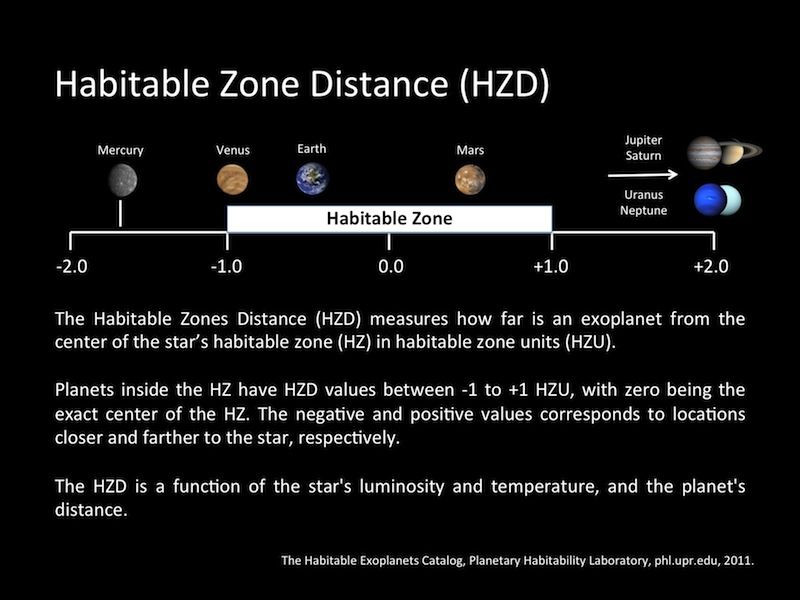 Habitable Zone Distance (HZD)
Mercury
Venus
Earth
Mars
Jupiter
Saturn
Uranus
Neptune
Habitable Zone
-2.0
-1.0
0.0
+1.0
+2.0
The Habitable Zones Distance (HZD) measures how far is an exoplanet from the
center of the star’s habitable zone (HZ) in habitable zone units (HZU).
Planets inside the HZ have HZD values between -1 to +1 HZU, with zero being the
exact center of the HZ. The negative and positive values corresponds to locations
closer and farther to the star, respectively.
The HZD is a function of the star's luminosity and temperature, and the planet's
distance.
The Habitable Exoplanets Catalog, Planetary Habitability Laboratory, phl.upr.edu, 2011.